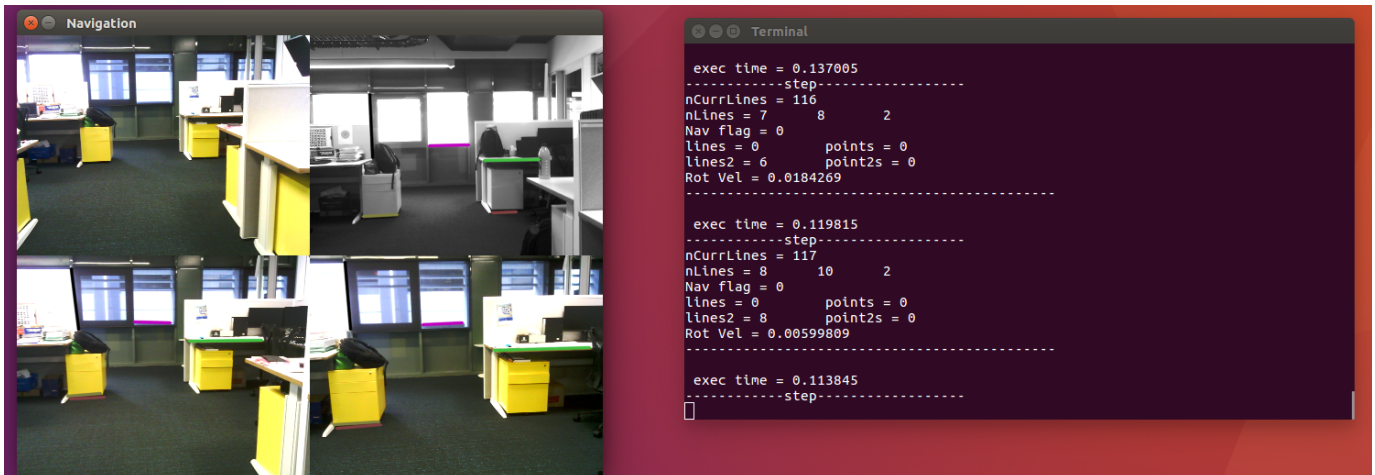 Navigation
Terminal
exec time = 0.137005
------------step------------------
nCurrLines = 116
nLines = 7 8 2
Nav flag = 0
lines = 0 points = 0
lines2 = 6 point2s = 0
Rot Vel = 0.0184269
---------------------------------------------
exec time = 0.119815
------------step------------------
nCurrLines = 117
nLines = 8 10 2
Nav flag = 0
lines = 0 points = 0
lines2 = 8 point2s = 0
Rot Vel = 0.00599809
---------------------------------------------
exec time = 0.113845
------------step------------------